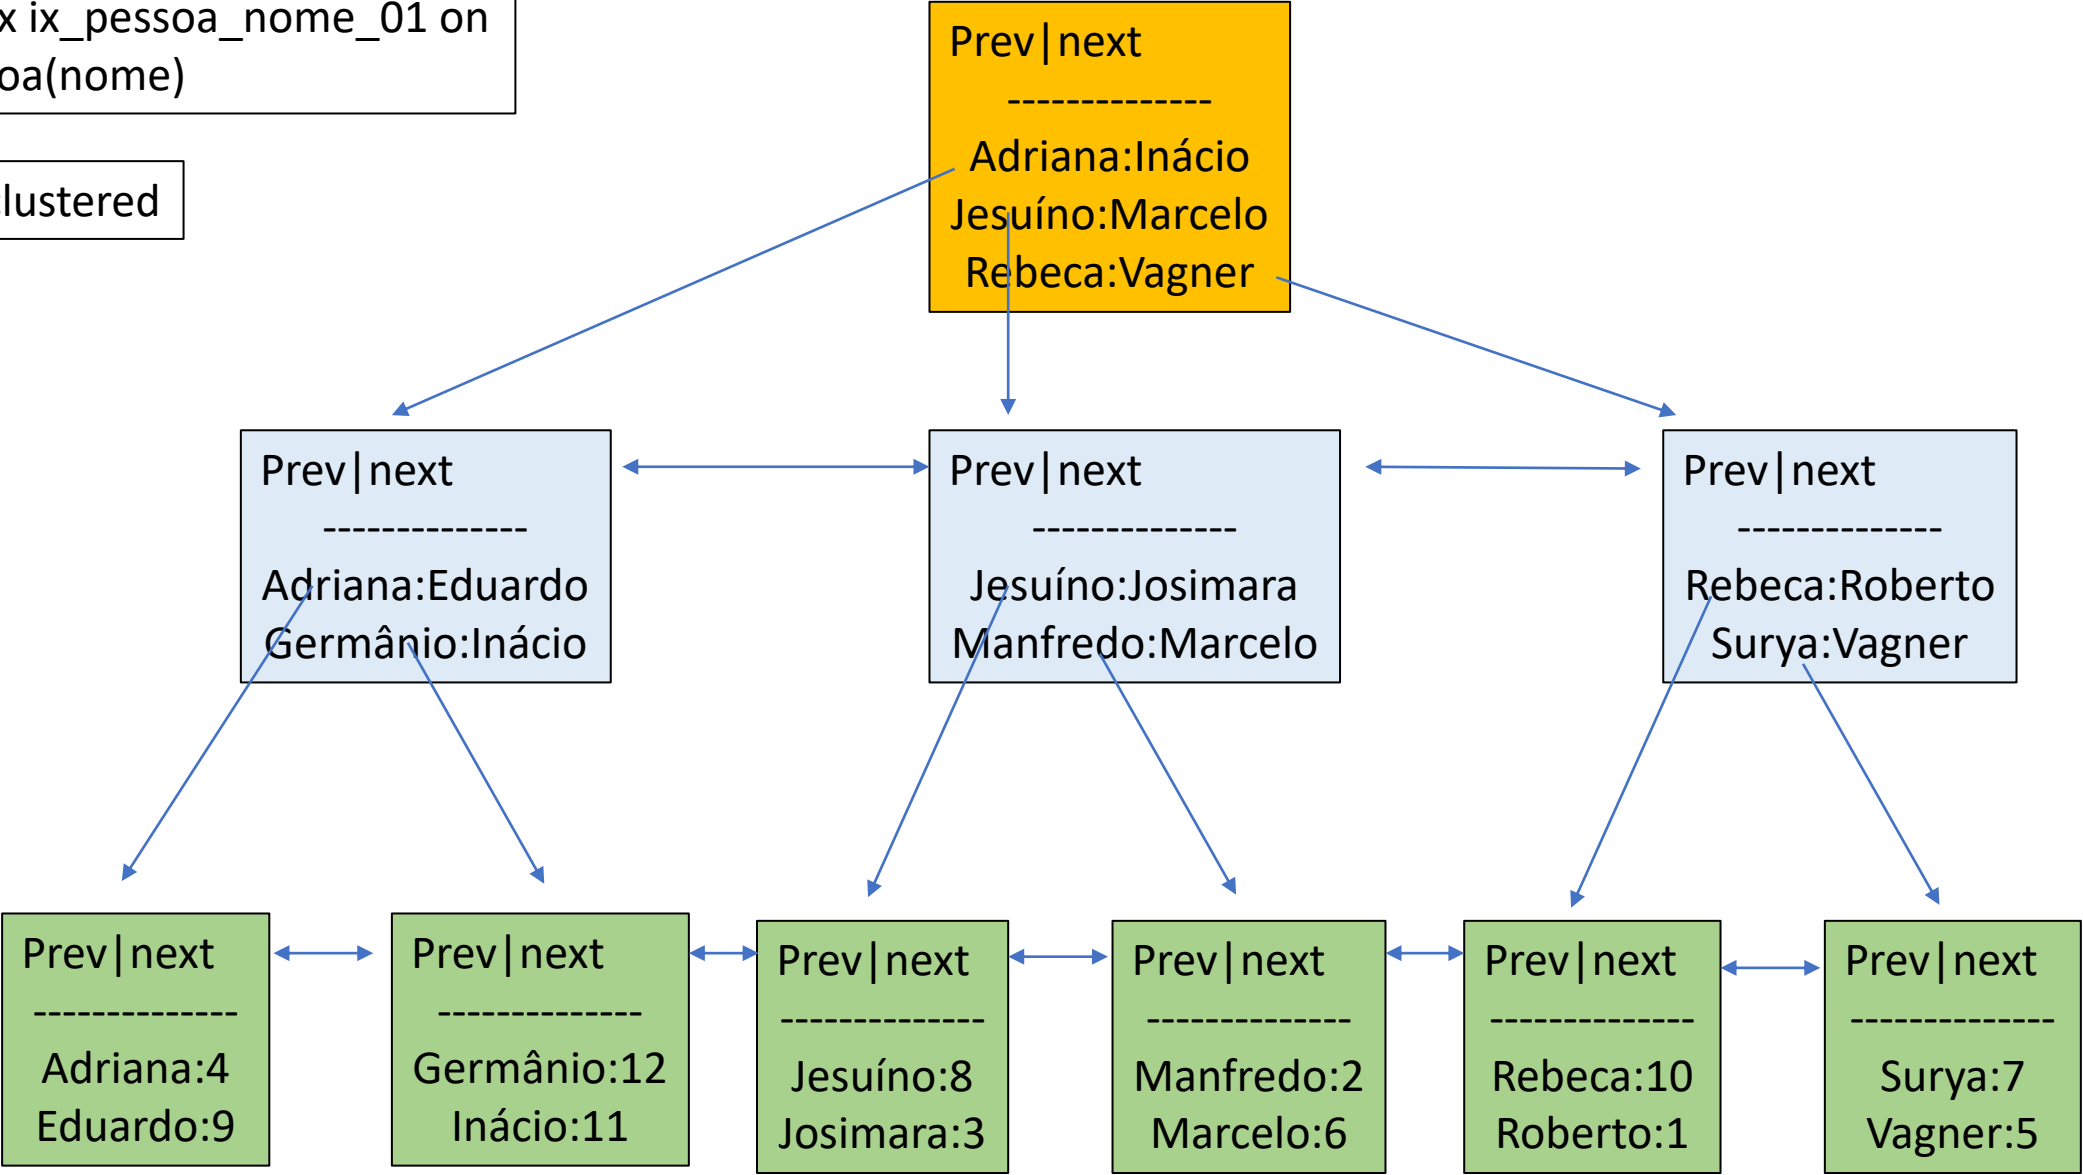 x ix_pessoa_nome_01 on
oa(nome)
lustered
Prev|next
--------------
Adriana:Inácio
Jesuíno:Marcelo
Rebeca:Vagner
Prev|next
--------------
Adriana:Eduardo
Germânio:Inácio
Prev|next
--------------
Jesuíno:Josimara
Manfredo:Marcelo
Prev|next
--------------
Rebeca:Roberto
Surya:Vagner
Prev|next
--------------
Adriana:4
Eduardo:9
Prev|next
--------------
Germânio:12
Inácio:11
Prev|next
--------------
Jesuíno:8
Josimara:3
Prev|next
--------------
Manfredo:2
Marcelo:6
Prev|next
--------------
Rebeca:10
Roberto:1
Prev|next
--------------
Surya:7
Vagner:5